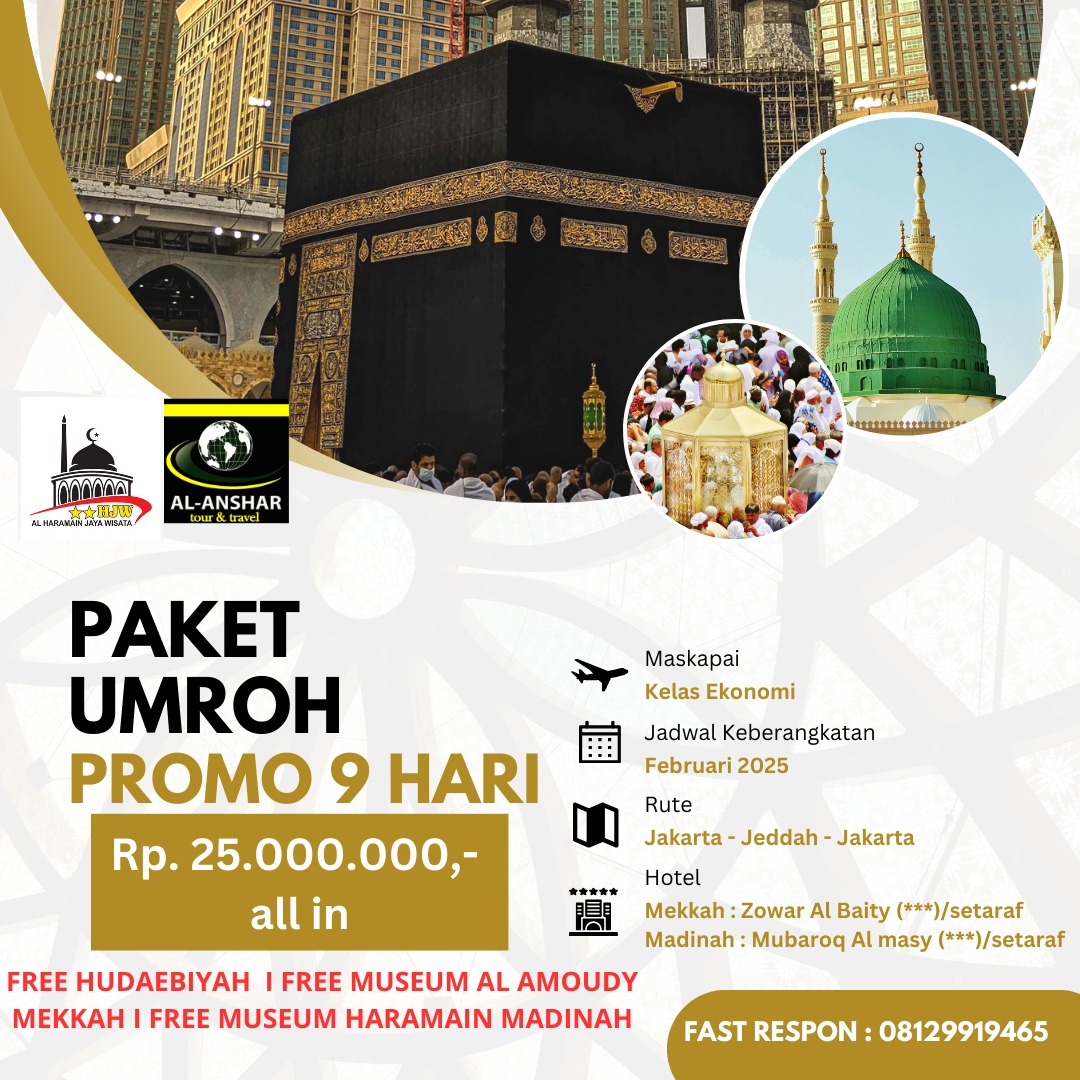 HJW
AL HARAMAIN JAYA WISATA
AL-ANSHAR
tour & travel
PAKET
UMROH
PROMO 9 HARI
Rp. 25.000.000,-
all in
FREE HUDAEBIYAH I FREE MUSEUM AL AMOUDY
MEKKAH I FREE MUSEUM HARAMAIN MADINAH
Maskapai
Kelas Ekonomi
Jadwal Keberangkatan
Februari 2025
Rute
Jakarta - Jeddah - Jakarta
Hotel
Mekkah : Zowar Al Baity (***)/setaraf
Madinah : Mubaroq Al masy (***)/setaraf
FAST RESPON : 08129919465